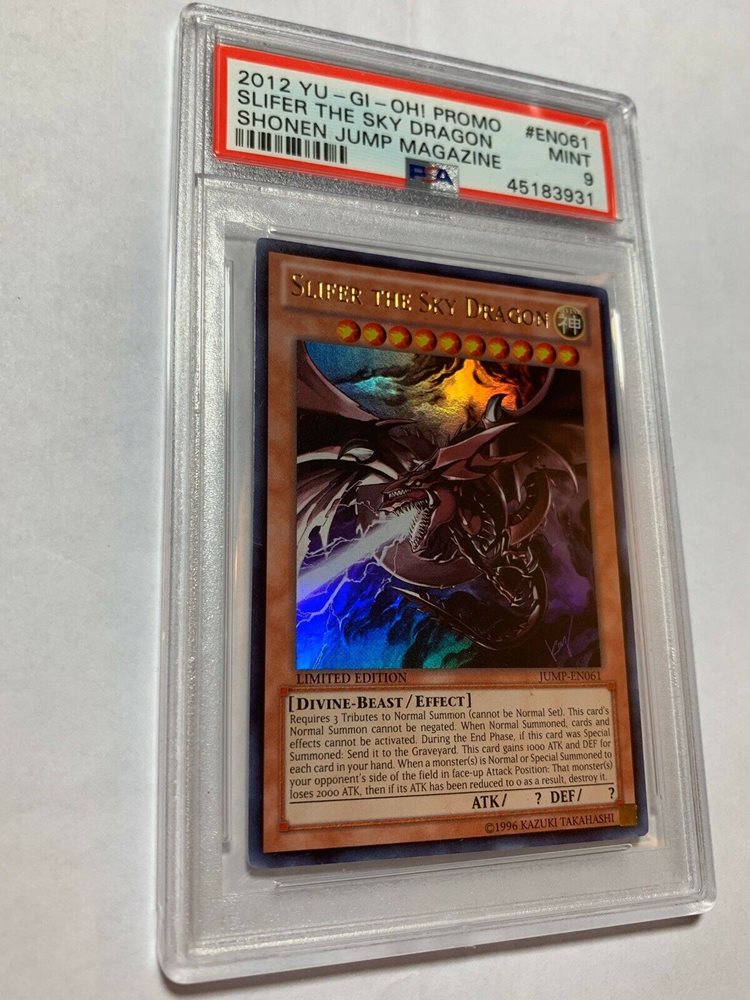 2012 YU-GI-OH! PROMO #EN061
SLIFER THE SKY DRAGON MINT
SHONEN JUMP MAGAZINE 9
PSA 45183931
SLIFER THE SKY DRAGON 神
LIMITED EDITION JUMP-EN061
[DIVINE-BEAST/EFFECT]
Requires 3 Tributes to Normal Summon (cannot be Normal Set). This card's
Normal Summon cannot be negated. When Normal Summoned, cards and
effects cannot be activated. During the End Phase, if this card was Special
Summoned: Send it to the Graveyard. This card gains 1000 ATK and DEF for
each card in your hand. When a monster(s) is Normal or Special Summoned to
your opponent's side of the field in face-up Attack Position: That monster(s)
loses 2000 ATK, then if its ATK has been reduced to 0 as a result, destroy it.
ATK/ ? DEF/ ?
©1996 KAZUKI TAKAHASHI